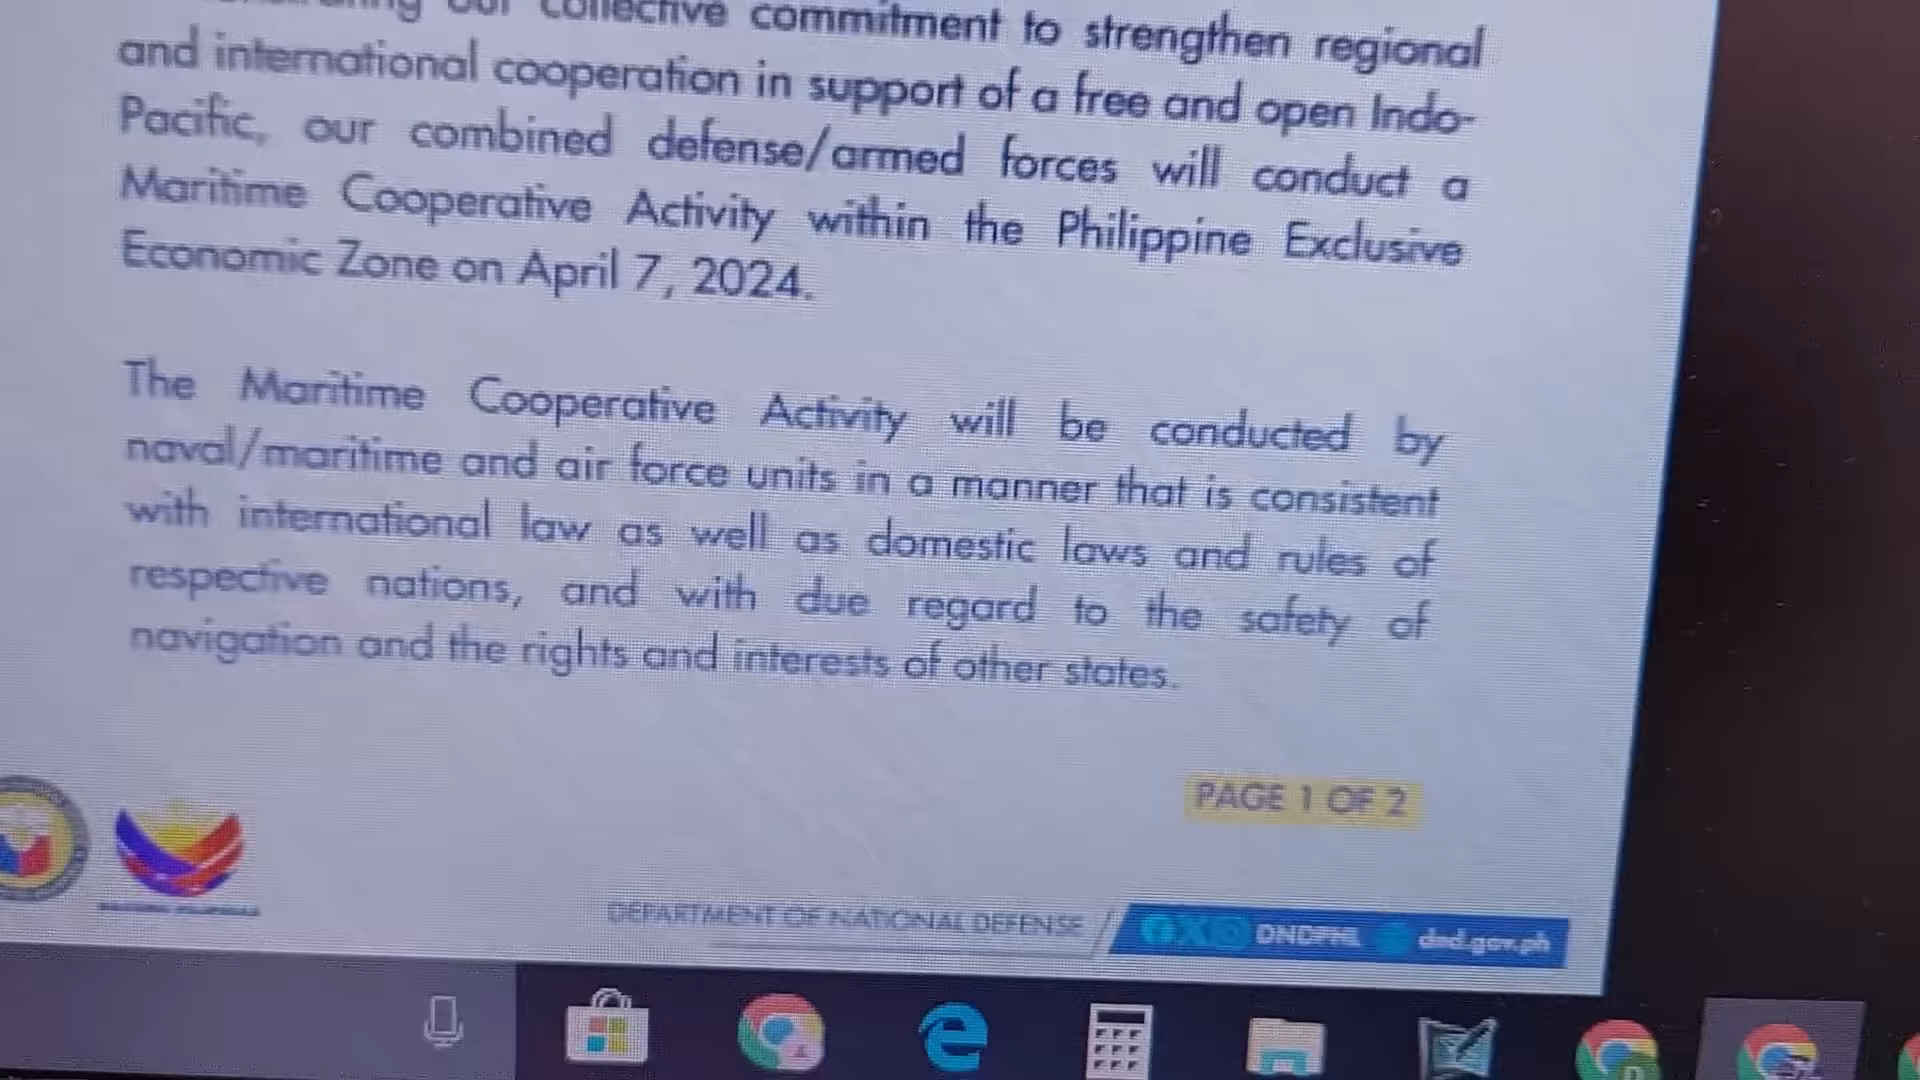 our collective commitment to strengthen regional
and international cooperation in support of a free and open Indo-
Pacific, our combined defense/armed forces will conduct a
Maritime Cooperative Activity within the Philippine Exclusive
Economic Zone on April 7, 2024.
The Maritime Cooperative Activity will be conducted by
naval/maritime and air force units in a manner that is consistent
with international law as well as domestic laws and rules of
respective nations, and with due regard to the safety of
navigation and the rights and interests of other states.
PAGE 1 OF 2
DEPARTMENT OF NATIONAL DEFENSE
DNDPHL dnd.gov.ph